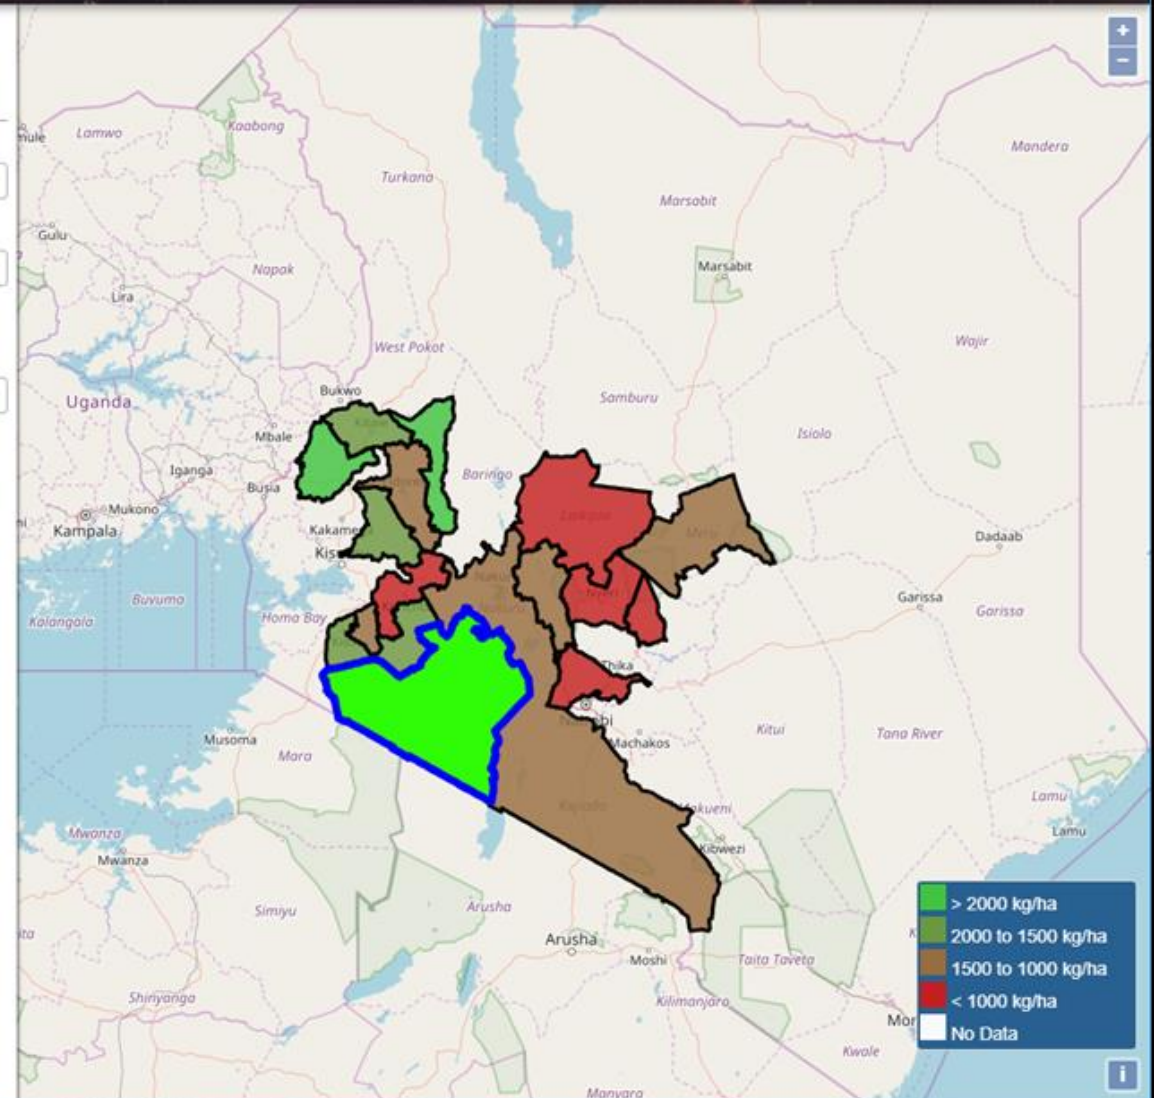 +
−
Lamwo
Kaabong
Mandera
Turkana
Marsabit
Gulu
Napak
Marsabit
Lira
Wajir
West Pokot
Bukwo
Samburu
Uganda
Isiolo
Mbale
Iganga
Baringo
Busia
Mukono
Kampala
Meru
Dadaab
Nakuru
Nyeri
Buvuma
Garissa
Garissa
Kalangala
Homa Bay
Thika
Musoma
Machakos
Kitui
Tana River
Mara
Lamu
Lamu
Mwanza
Kibwezi
Mwanza
Simiyu
Arusha
Arusha
Moshi
Taita Taveta
Shinyanga
Kilimanjaro
Kwale
Manyara
> 2000 kg/ha
2000 to 1500 kg/ha
1500 to 1000 kg/ha
< 1000 kg/ha
No Data
i